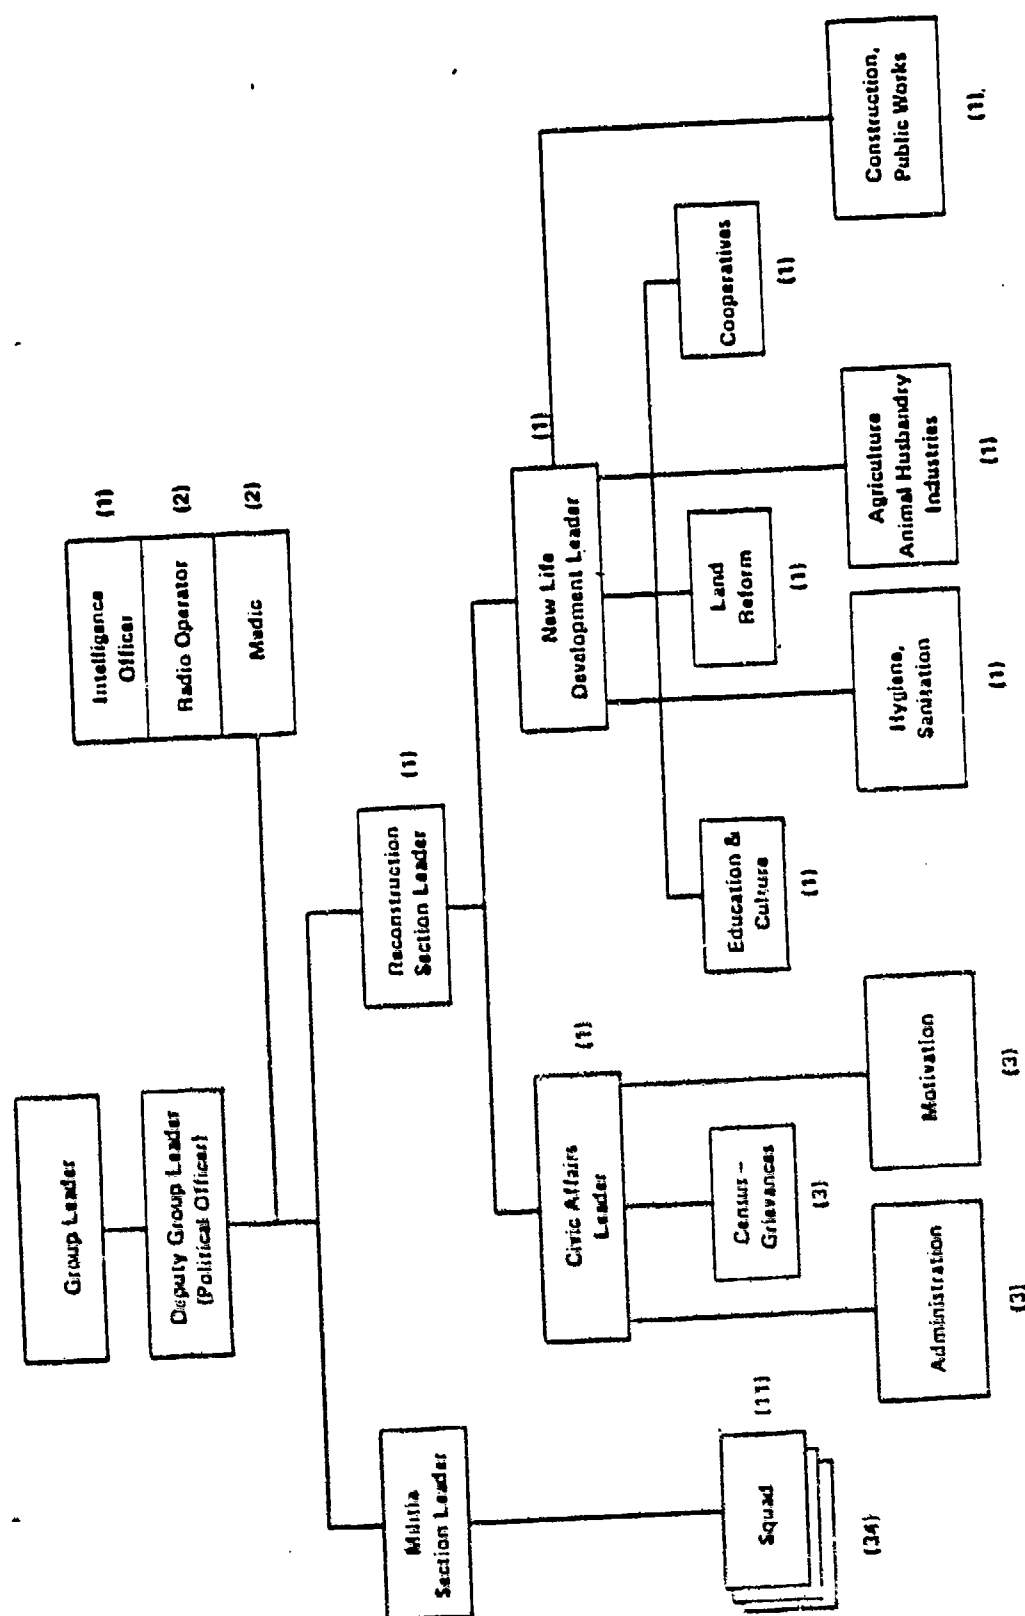 Group Leader
Deputy Group Leader
(Political Officer)
Intelligence
Officer
(1)
Radio Operator
(2)
Medic
(2)
Militia
Section Leader
Reconstruction
Section Leader
(1)
Squad
(11)
(34)
Civic Affairs
Leader
(1)
New Life
Development Leader
(1)
Census –
Grievances
(3)
Education &
Culture
(1)
Land
Reform
(1)
Cooperatives
(1)
Administration
(3)
Motivation
(3)
Hygiene,
Sanitation
(1)
Agriculture
Animal Husbandry
Industries
(1)
Construction,
Public Works
(1)